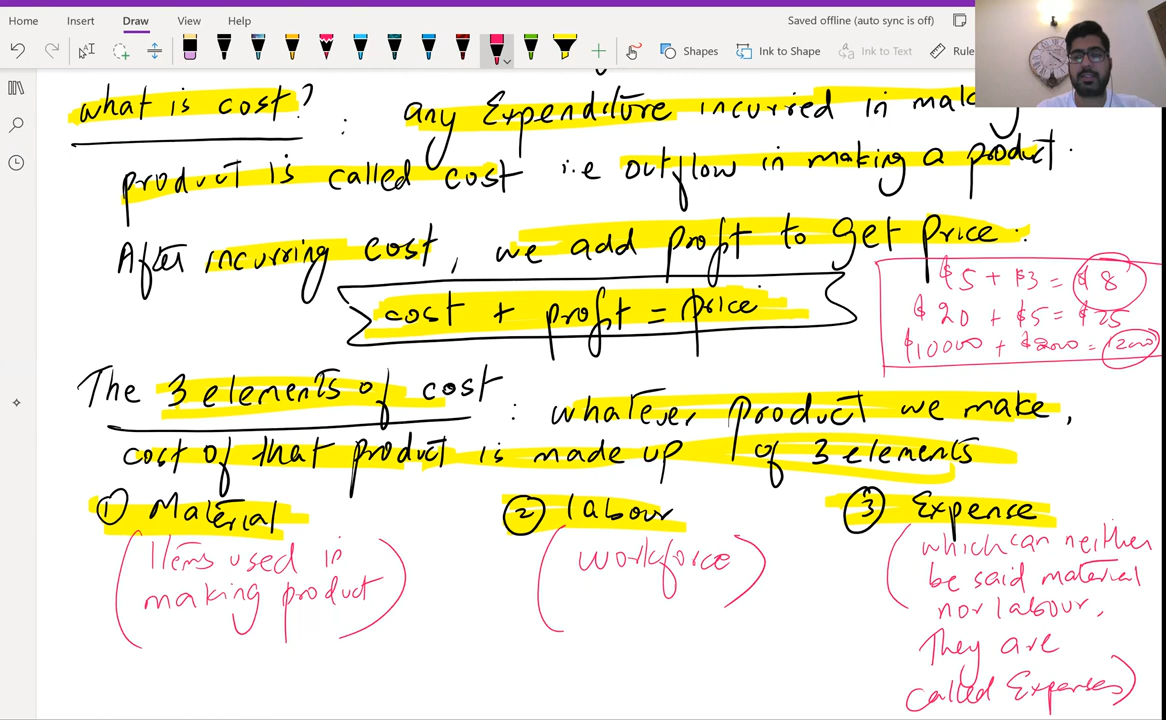 Home Insert Draw View Help Saved offline (auto sync is off)
Shapes Ink to Shape Ink to Text Rule
what is cost? : any Expenditure incurred in mak
product is called cost i.e outflow in making a product.
After incurring cost, we add profit to get price.
cost + profit = price
$5 + $3 = $8
$20 + $5 = $25
$10000 + $2000 = 12000
The 3 elements of cost : whatever product we make,
cost of that product is made up of 3 elements
① Material ② labour ③ Expense
(Items used in
making product)
(workforce)
(which can neither
be said material
nor labour,
They are
called Expenses)